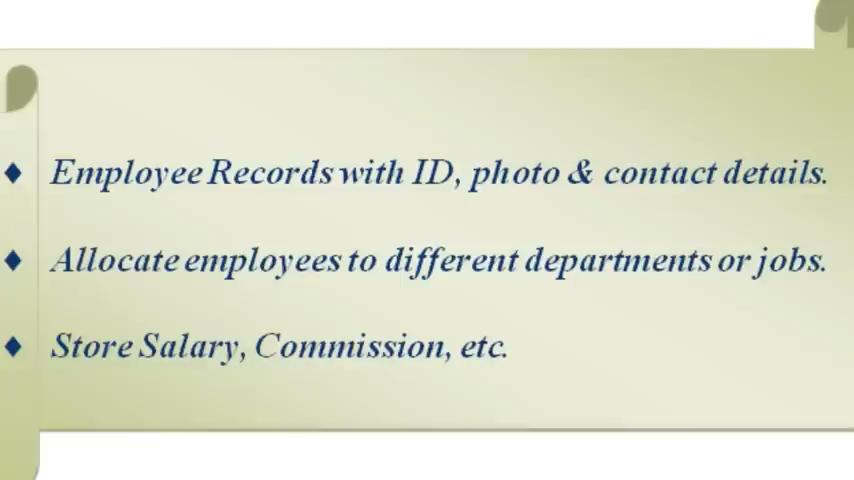 Employee Records with ID, photo & contact details.
Allocate employees to different departments or jobs.
Store Salary, Commission, etc.